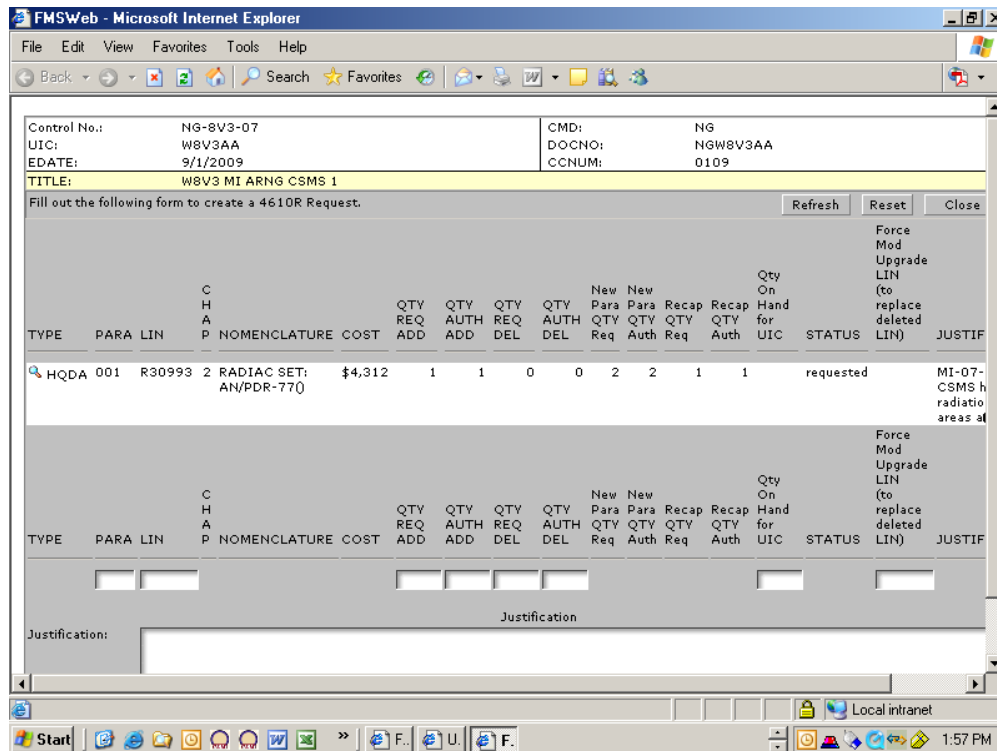 FMSWeb - Microsoft Internet Explorer
File Edit View Favorites Tools Help
Back Search Favorites
Control No.: NG-8V3-07 CMD: NG
UIC: W8V3AA DOCNO: NGW8V3AA
EDATE: 9/1/2009 CCNUM: 0109
TITLE: W8V3 MI ARNG CSMS 1
Fill out the following form to create a 4610R Request. Refresh Reset Close
Force
Mod
Upgrade
Qty LIN
C New New On (to
H QTY QTY QTY QTY Para Para Recap Recap Hand replace
A REQ AUTH REQ AUTH QTY QTY QTY QTY for deleted
TYPE PARA LIN P NOMENCLATURE COST ADD ADD DEL DEL Req Auth Req Auth UIC STATUS LIN) JUSTIF
HQDA 001 R30993 2 RADIAC SET: $4,312 1 1 0 0 2 2 1 1 requested MI-07-
AN/PDR-77() CSMS h
radiatio
areas a
Force
Mod
Upgrade
Qty LIN
C New New On (to
H QTY QTY QTY QTY Para Para Recap Recap Hand replace
A REQ AUTH REQ AUTH QTY QTY QTY QTY for deleted
TYPE PARA LIN P NOMENCLATURE COST ADD ADD DEL DEL Req Auth Req Auth UIC STATUS LIN) JUSTIF
Justification
Justification:
Local intranet
Start » F.. U. F. 1:57 PM